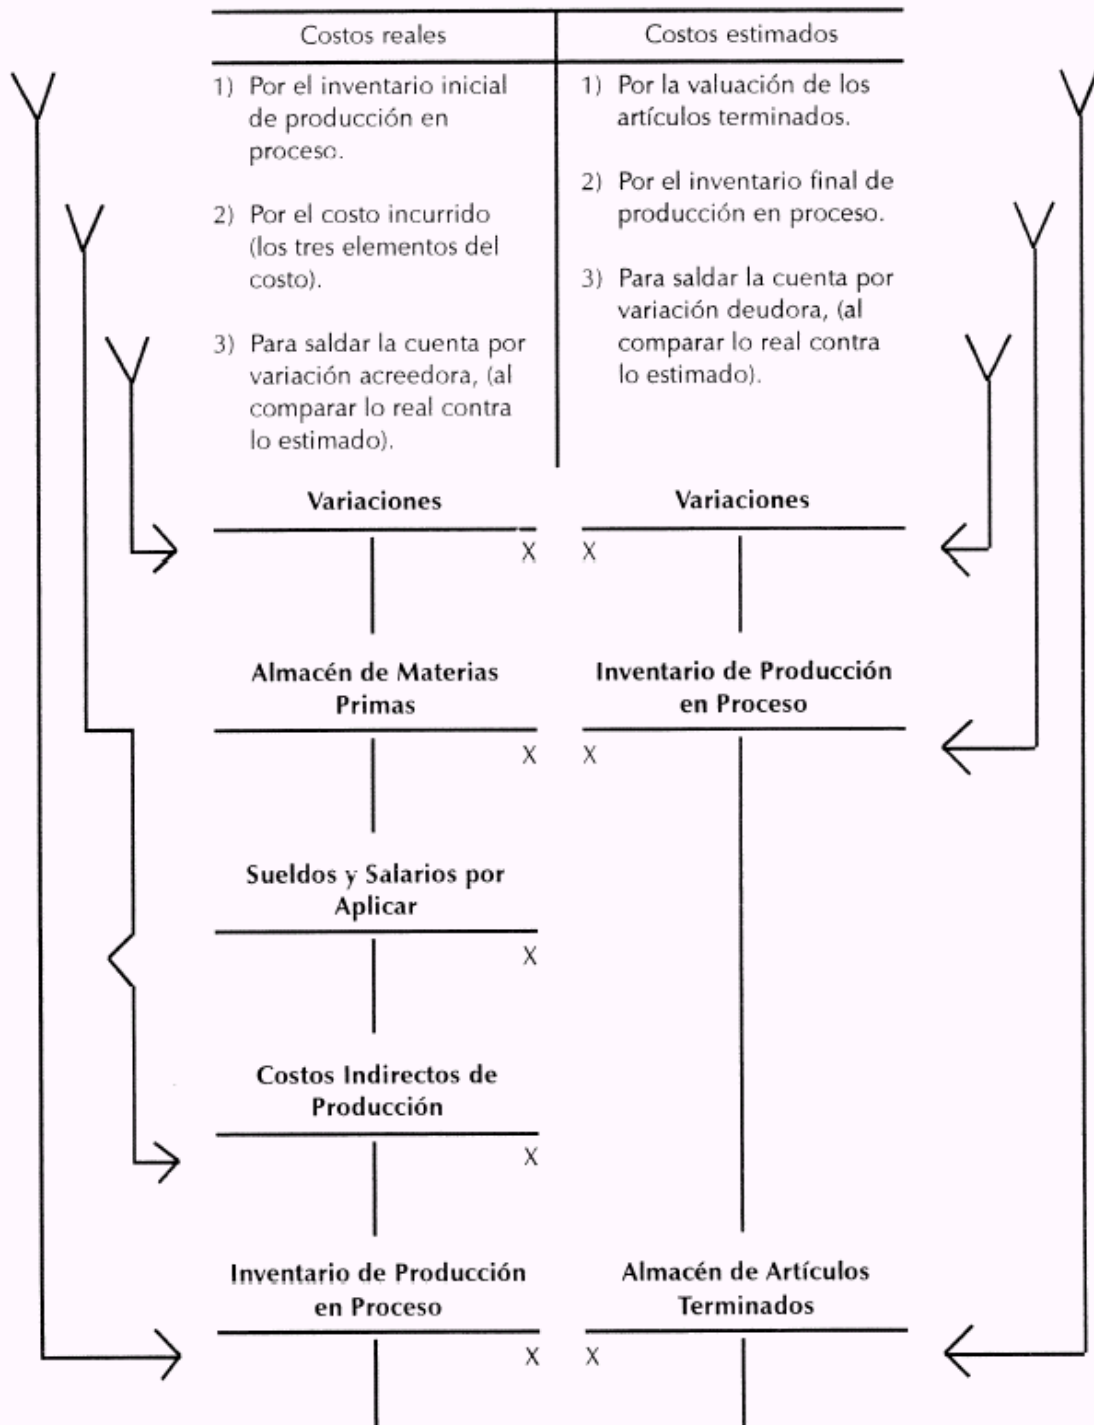 Costos reales
Costos estimados
1) Por el inventario inicial
de producción en
proceso.
2) Por el costo incurrido
(los tres elementos del
costo).
3) Para saldar la cuenta por
variación acreedora, (al
comparar lo real contra
lo estimado).
1) Por la valuación de los
artículos terminados.
2) Por el inventario final de
producción en proceso.
3) Para saldar la cuenta por
variación deudora, (al
comparar lo real contra
lo estimado).
Variaciones
X
Variaciones
X
Almacén de Materias
Primas
X
Inventario de Producción
en Proceso
X
Sueldos y Salarios por
Aplicar
X
Costos Indirectos de
Producción
X
Inventario de Producción
en Proceso
X
Almacén de Artículos
Terminados
X